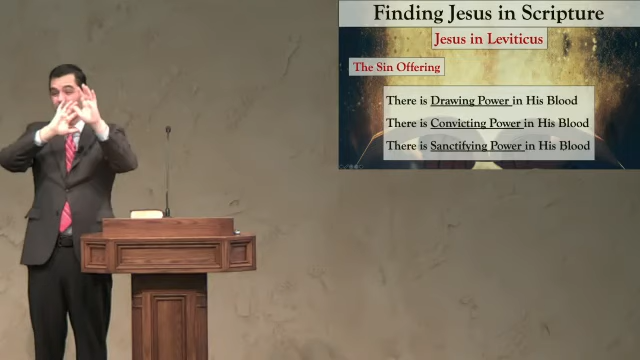 Finding Jesus in Scripture
Jesus in Leviticus
The Sin Offering
There is Drawing Power in His Blood
There is Convicting Power in His Blood
There is Sanctifying Power in His Blood